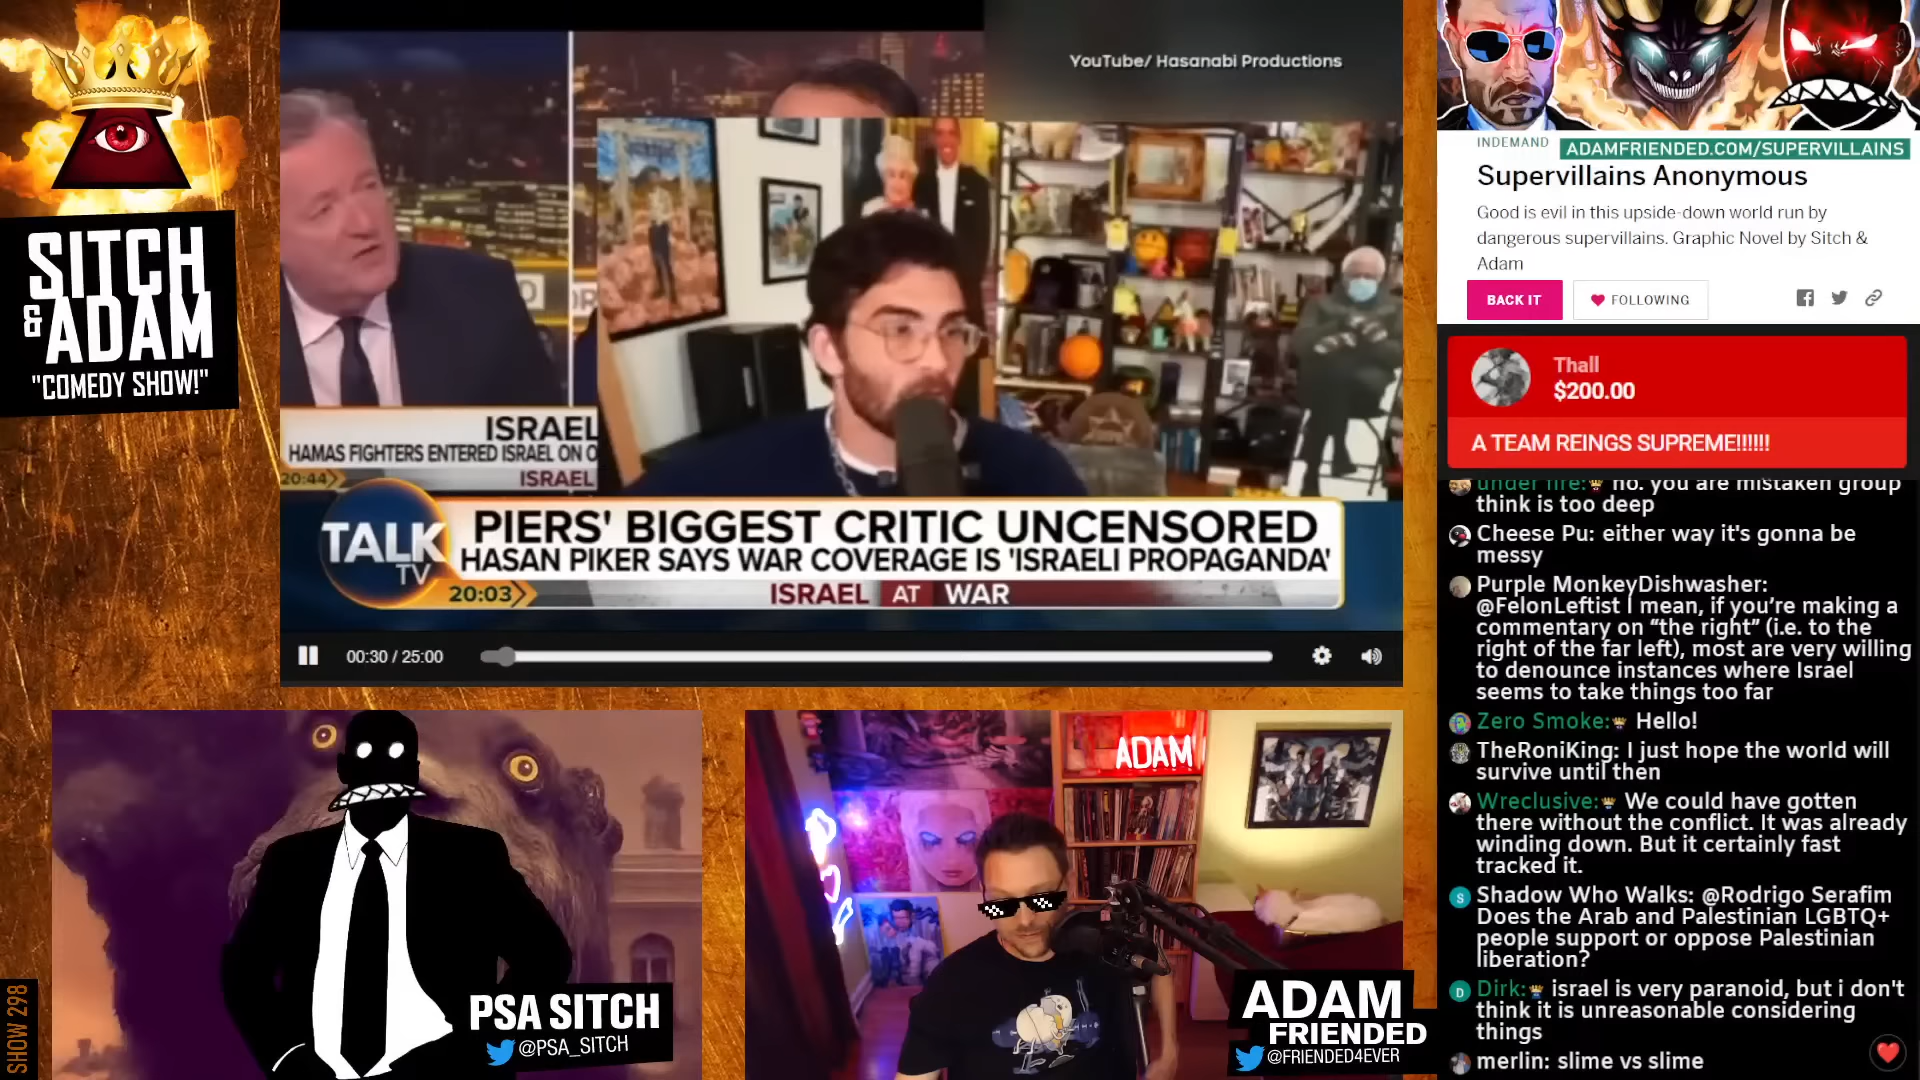 SITCH
& ADAM
"COMEDY SHOW!"
SHOW 298
YouTube/ Hasanabi Productions
ISRAEL
HAMAS FIGHTERS ENTERED ISRAEL ON O
20:44
ISRAEL
TALK
TV
PIERS' BIGGEST CRITIC UNCENSORED
HASAN PIKER SAYS WAR COVERAGE IS 'ISRAELI PROPAGANDA'
20:03
ISRAEL AT WAR
00:30 / 25:00
PSA SITCH
@PSA_SITCH
ADAM
ADAM
FRIENDED
@FRIENDED4EVER
INDEMAND
ADAMFRIENDED.COM/SUPERVILLAINS
Supervillains Anonymous
Good is evil in this upside-down world run by
dangerous supervillains. Graphic Novel by Sitch &
Adam
BACK IT
FOLLOWING
Thall
$200.00
A TEAM REINGS SUPREME!!!!!!
under fire: no. you are mistaken group
think is too deep
Cheese Pu: either way it's gonna be
messy
Purple MonkeyDishwasher:
@FelonLeftist I mean, if you're making a
commentary on “the right” (i.e. to the
right of the far left), most are very willing
to denounce instances where Israel
seems to take things too far
Zero Smoke: Hello!
TheRoniKing: I just hope the world will
survive until then
Wreclusive: We could have gotten
there without the conflict. It was already
winding down. But it certainly fast
tracked it.
S
Shadow Who Walks: @Rodrigo Serafim
Does the Arab and Palestinian LGBTQ+
people support or oppose Palestinian
liberation?
D
Dirk: israel is very paranoid, but i don't
think it is unreasonable considering
things
merlin: slime vs slime